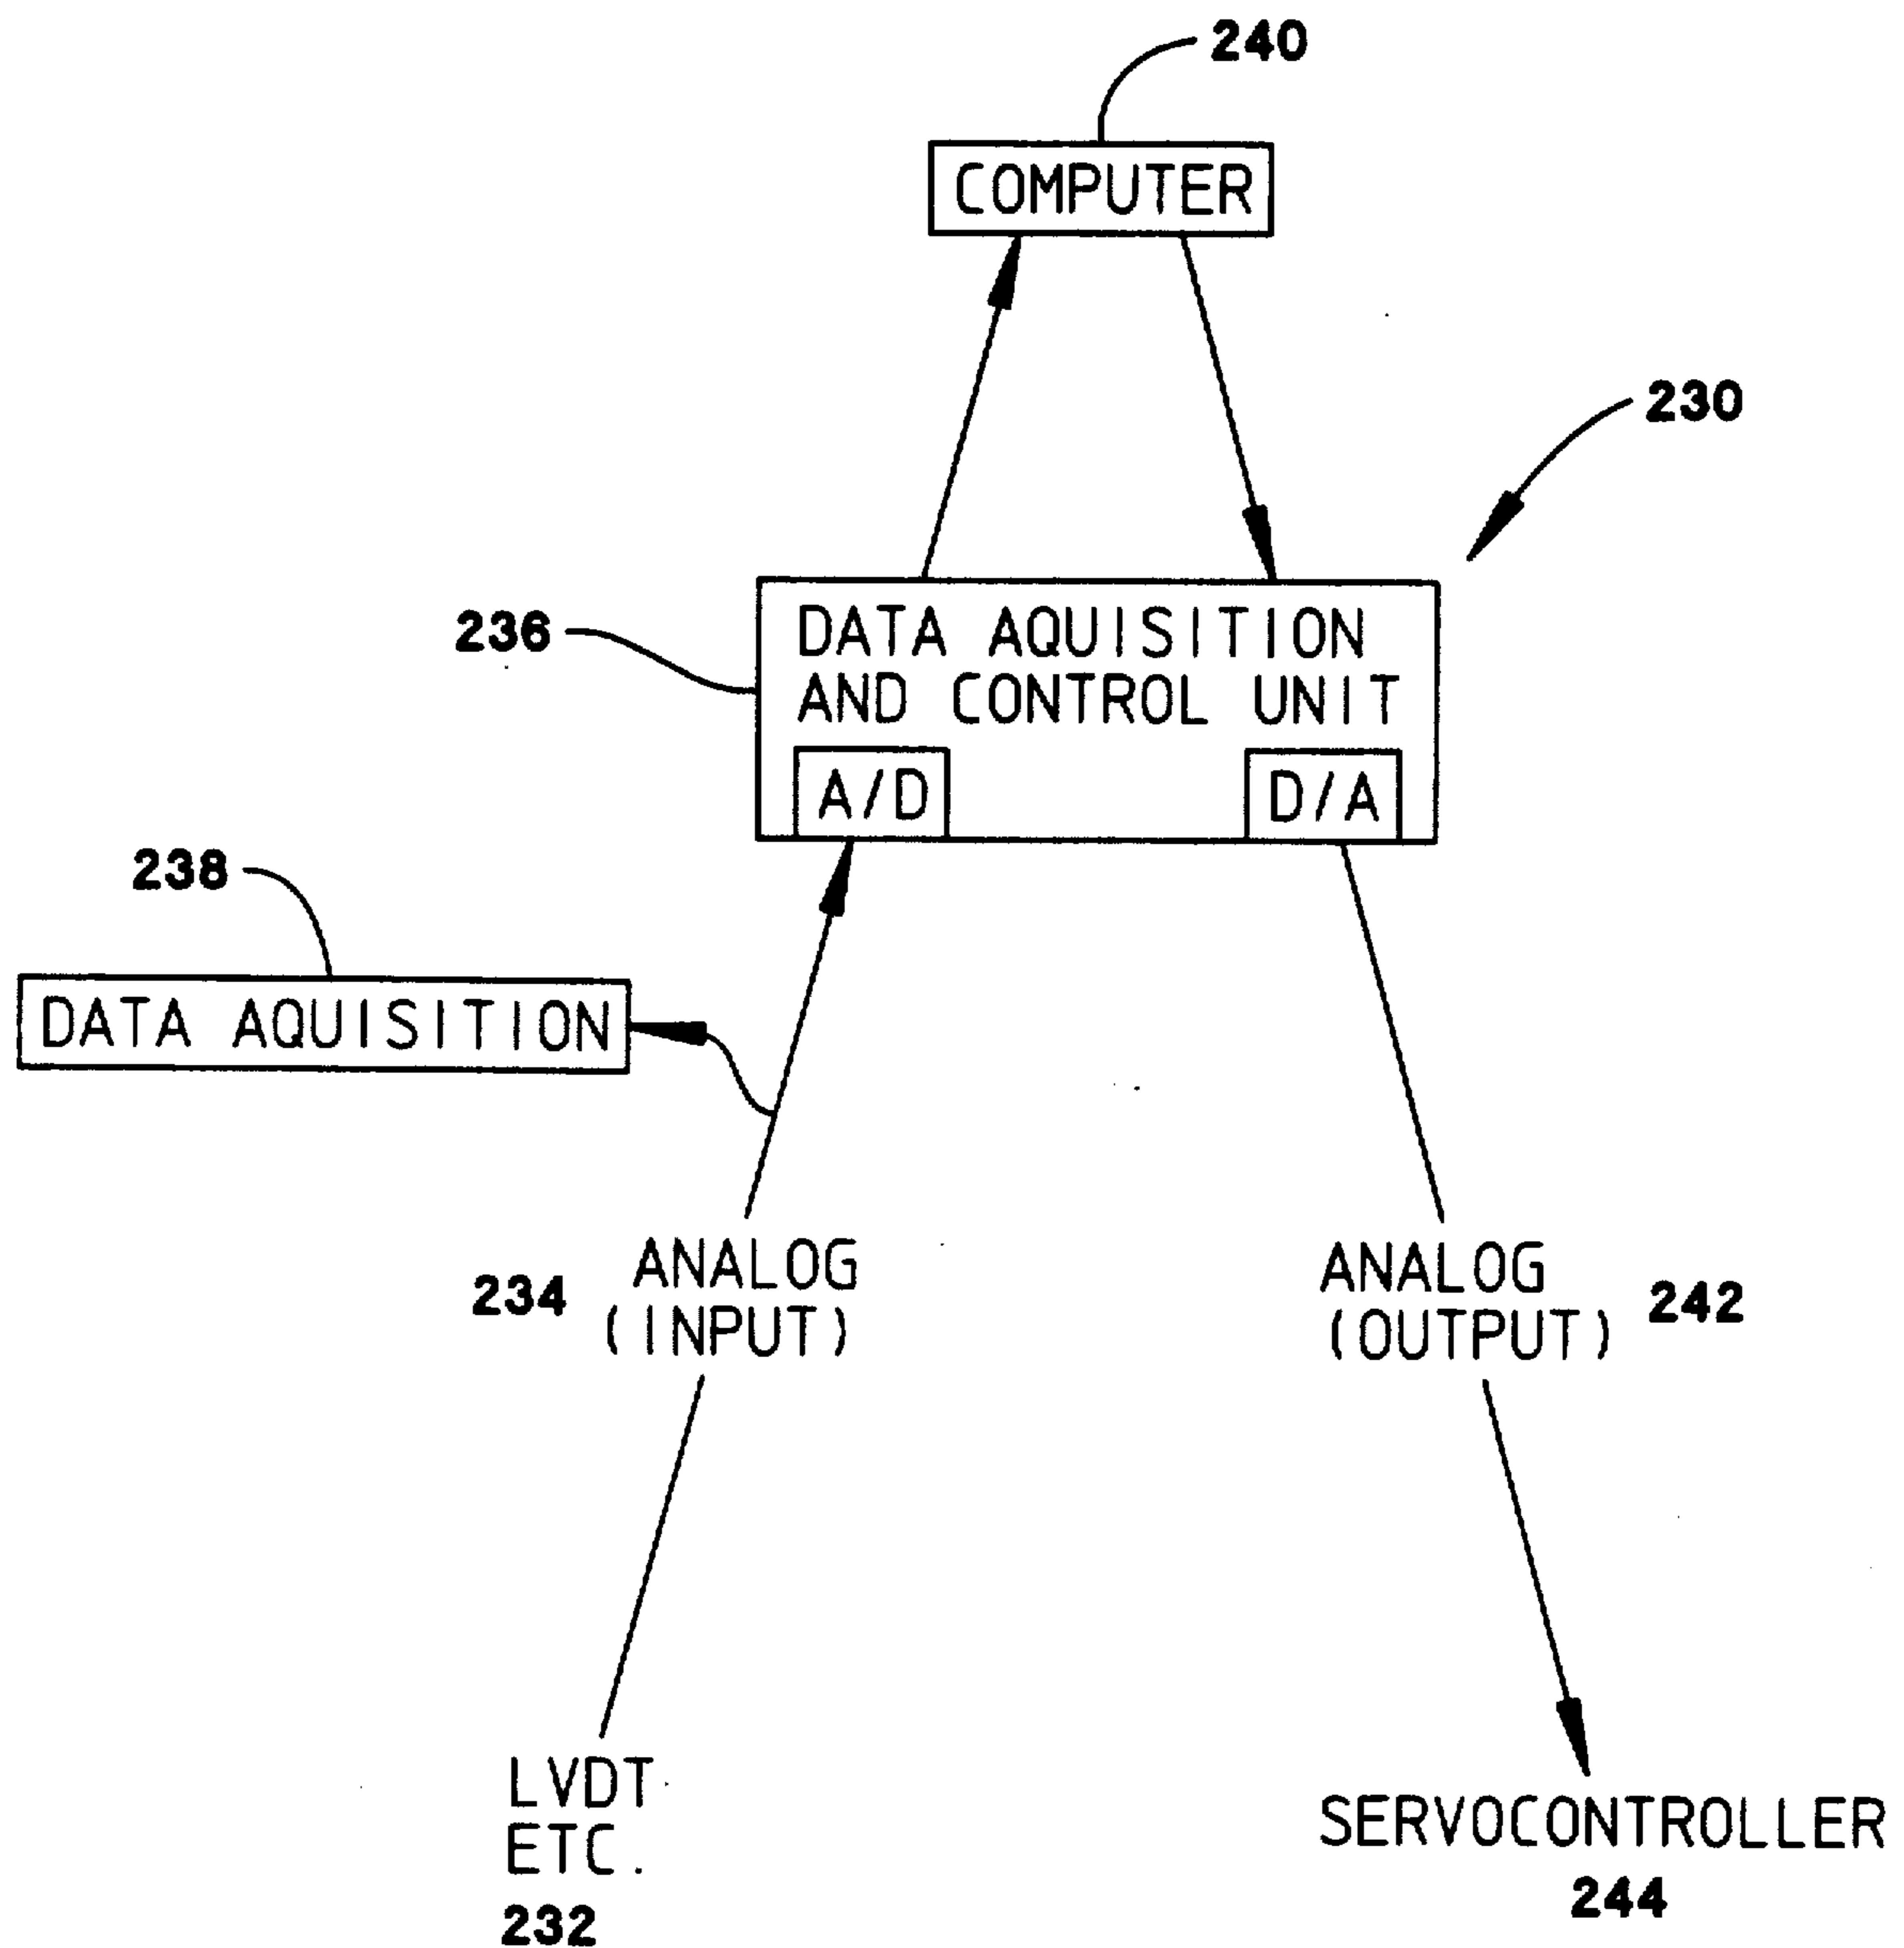 240
COMPUTER
230
236
DATA AQUISITION
AND CONTROL UNIT
A/D
D/A
238
DATA AQUISITION
234
ANALOG
(INPUT)
ANALOG
(OUTPUT)
242
LVDT
ETC.
232
SERVOCONTROLLER
244